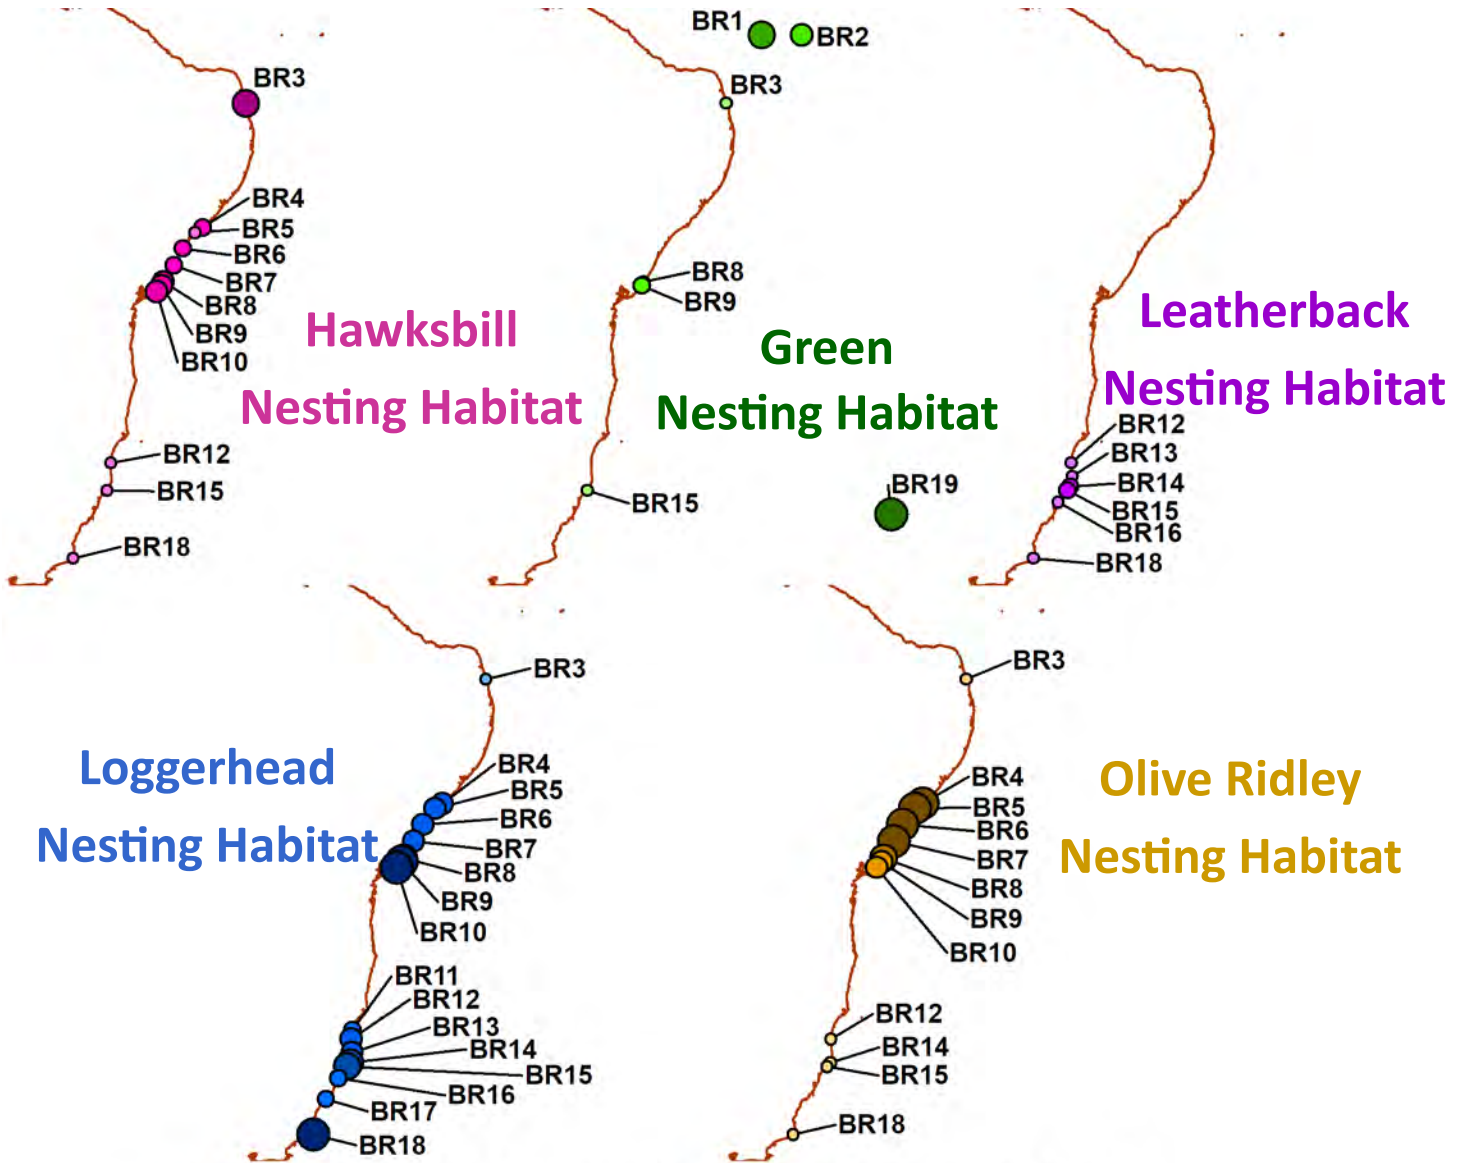 BR3
BR4
BR5
BR6
BR7
BR8
BR9
BR10
BR12
BR15
BR18
Hawksbill
Nesting Habitat
BR1
BR2
BR3
BR8
BR9
BR15
BR19
Green
Nesting Habitat
Leatherback
Nesting Habitat
BR12
BR13
BR14
BR15
BR16
BR18
Loggerhead
Nesting Habitat
BR3
BR4
BR5
BR6
BR7
BR8
BR9
BR10
BR11
BR12
BR13
BR14
BR15
BR16
BR17
BR18
BR3
BR4
BR5
BR6
BR7
BR8
BR9
BR10
BR12
BR14
BR15
BR18
Olive Ridley
Nesting Habitat